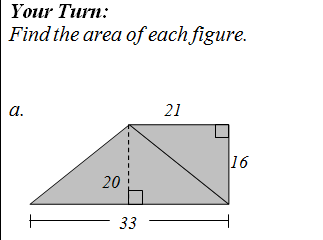 Your Turn:
Find the area of each figure.
a.
21
16
20
33